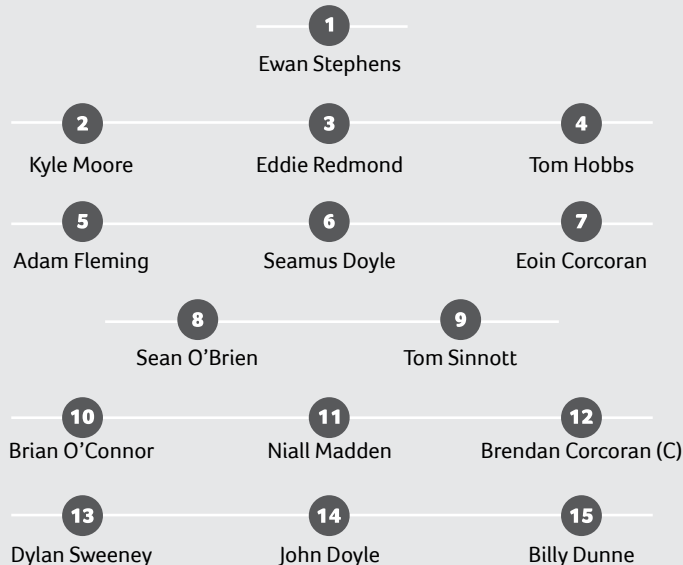 1
Ewan Stephens
2 3 4
Kyle Moore Eddie Redmond Tom Hobbs
5 6 7
Adam Fleming Seamus Doyle Eoin Corcoran
8 9
Sean O’Brien Tom Sinnott
10 11 12
Brian O’Connor Niall Madden Brendan Corcoran (C)
13 14 15
Dylan Sweeney John Doyle Billy Dunne